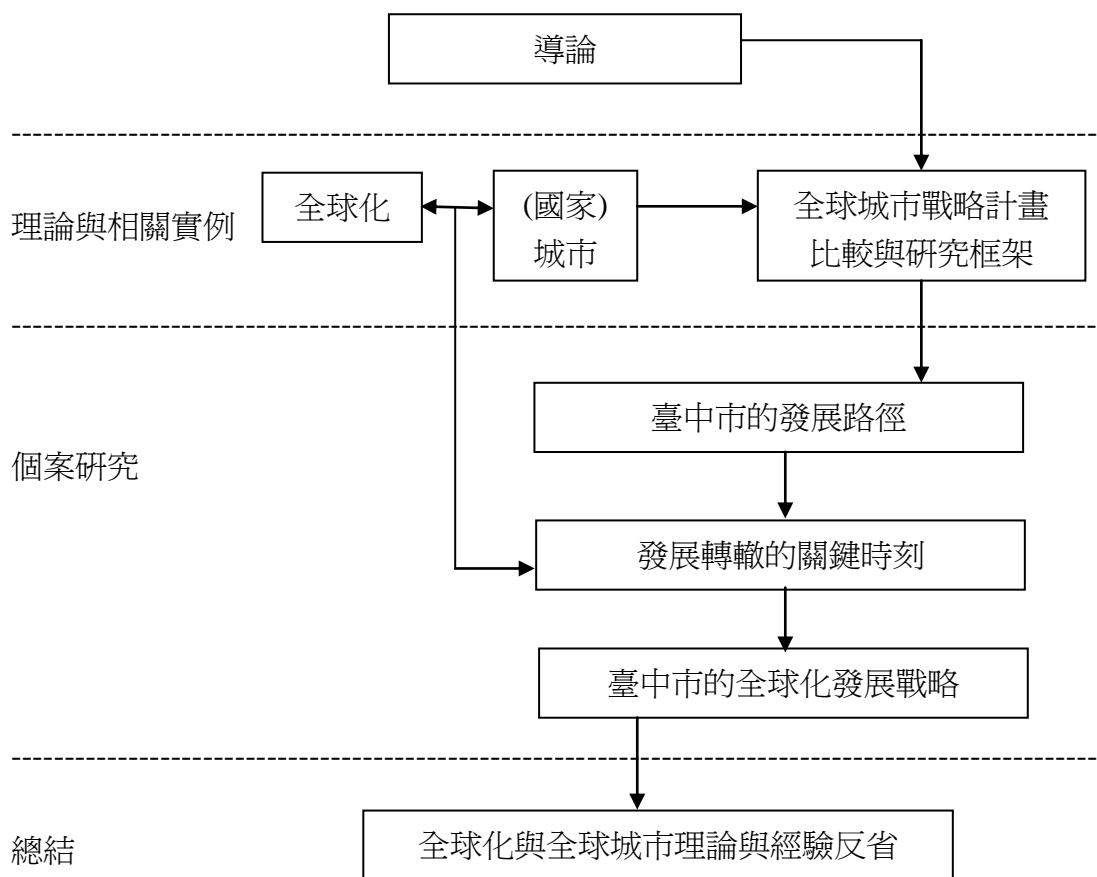 導論
理論與相關實例
全球化
(國家)
城市
全球城市戰略計畫
比較與研究框架
個案研究
臺中市的發展路徑
發展轉轍的關鍵時刻
臺中市的全球化發展戰略
總結
全球化與全球城市理論與經驗反省